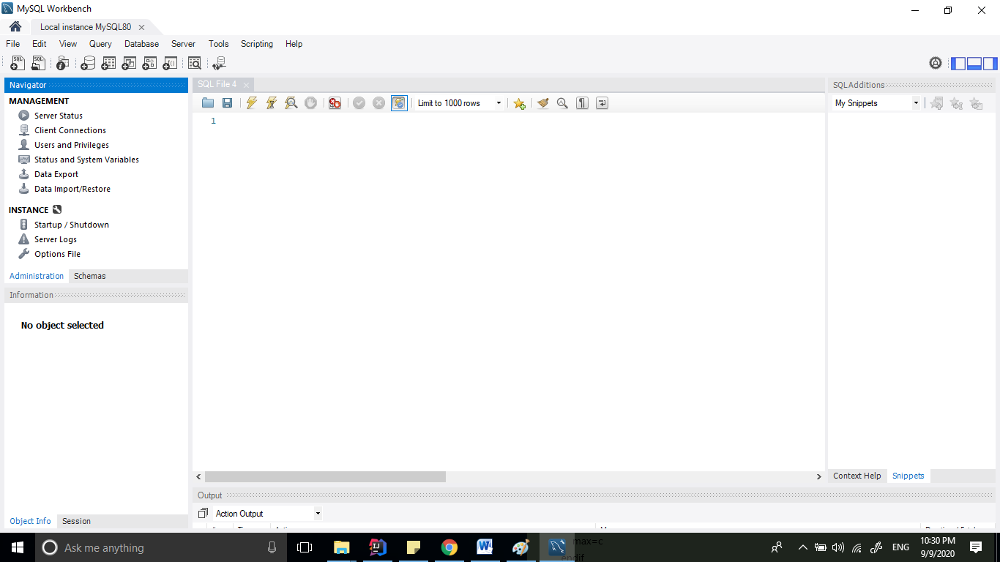 MySQL Workbench
Local instance MySQL80
File Edit View Query Database Server Tools Scripting Help
Navigator
MANAGEMENT
Server Status
Client Connections
Users and Privileges
Status and System Variables
Data Export
Data Import/Restore
INSTANCE
Startup / Shutdown
Server Logs
Options File
Administration Schemas
Information
No object selected
Object Info Session
SQL File 4
Limit to 1000 rows
1
Output
Action Output
SQLAdditions
My Snippets
Context Help Snippets
Ask me anything
max=c
endif
ENG
10:30 PM
9/9/2020